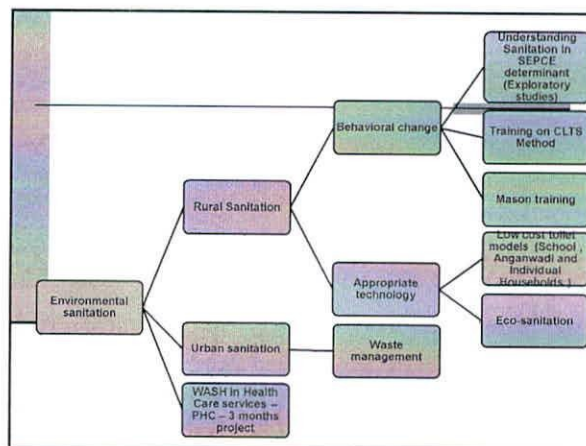 Understanding
Sanitation in
SEPCE
determinant
(Exploratory
studies)
Behavioral change
Training on CLTS
Method
Mason training
Rural Sanitation
Low cost toilet
models (School ,
Anganwadi and
Individual
Households )
Appropriate
technology
Eco-sanitation
Environmental
sanitation
Urban sanitation
Waste
management
WASH in Health
Care services –
PHC – 3 months
project